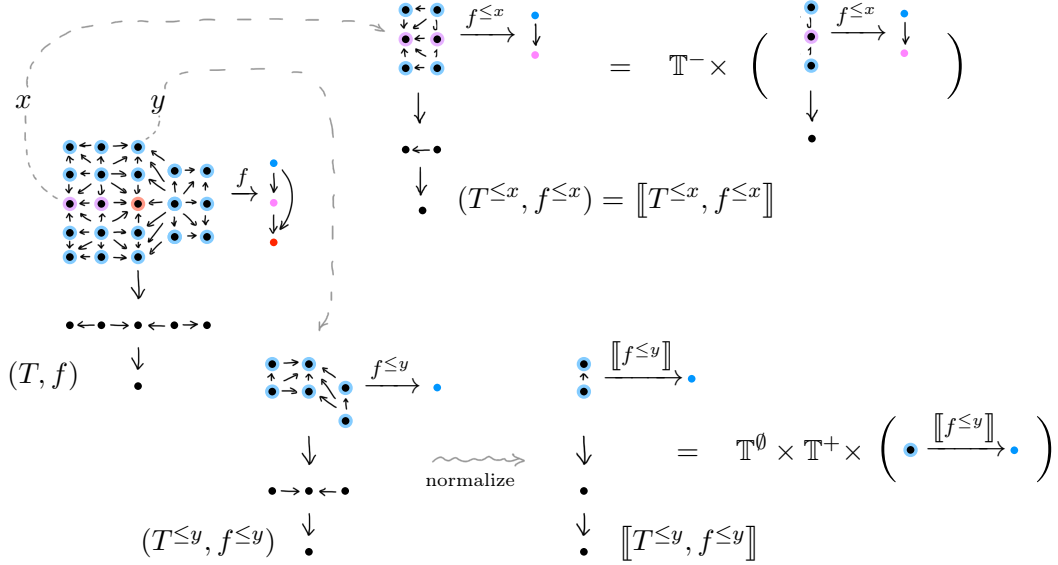 f^{≤x}
f^{≤x}
= 𝕋^- × ( )
x
y
f
(T^{≤x}, f^{≤x}) = ⟦T^{≤x}, f^{≤x}⟧
(T, f)
f^{≤y}
⟦f^{≤y}⟧
⟦f^{≤y}⟧
= 𝕋^∅ × 𝕋^+ × ( )
normalize
(T^{≤y}, f^{≤y})
⟦T^{≤y}, f^{≤y}⟧